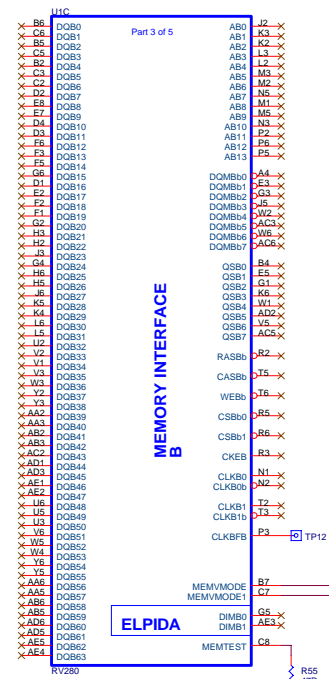 U1C
Part 3 of 5
B6 DQB0
C6 DQB1
B5 DQB2
C5 DQB3
B2 DQB4
C3 DQB5
C2 DQB6
D2 DQB7
E8 DQB8
E7 DQB9
D4 DQB10
D3 DQB11
F6 DQB12
F3 DQB13
F5 DQB14
G6 DQB15
D1 DQB16
E2 DQB17
F2 DQB18
F1 DQB19
G2 DQB20
H3 DQB21
H2 DQB22
J3 DQB23
G4 DQB24
H6 DQB25
H5 DQB26
J6 DQB27
K5 DQB28
K4 DQB29
L6 DQB30
L5 DQB31
U2 DQB32
V2 DQB33
V1 DQB34
V3 DQB35
W3 DQB36
Y2 DQB37
Y3 DQB38
AA2 DQB39
AA3 DQB40
AB2 DQB41
AB3 DQB42
AC2 DQB43
AD1 DQB44
AD3 DQB45
AE1 DQB46
AE2 DQB47
U6 DQB48
U5 DQB49
U3 DQB50
V6 DQB51
W5 DQB52
W4 DQB53
Y6 DQB54
Y5 DQB55
AA6 DQB56
AA5 DQB57
AB6 DQB58
AB5 DQB59
AD6 DQB60
AD5 DQB61
AE5 DQB62
AE4 DQB63
MEMORY INTERFACE
B
AB0 J2
AB1 K3
AB2 K2
AB3 L3
AB4 L2
AB5 M3
AB6 M2
AB7 N5
AB8 M1
AB9 M5
AB10 N3
AB11 P2
AB12 P6
AB13 P5
DQMBb0 A4
DQMBb1 E3
DQMBb2 G3
DQMBb3 J5
DQMBb4 W2
DQMBb5 AC3
DQMBb6 W6
DQMBb7 AC6
QSB0 B4
QSB1 E5
QSB2 G1
QSB3 K6
QSB4 W1
QSB5 AD2
QSB6 V5
QSB7 AC5
RASBb R2
CASBb T5
WEBb T6
CSBb0 R5
CSBb1 R6
CKEB R3
CLKB0 N1
CLKB0b N2
CLKB1 T2
CLKB1b T3
CLKBFB P3 TP12
MEMVMODE B7
MEMVMODE1 C7
DIMB0 G5
DIMB1 AE3
ELPIDA
MEMTEST C8
RV280
R55